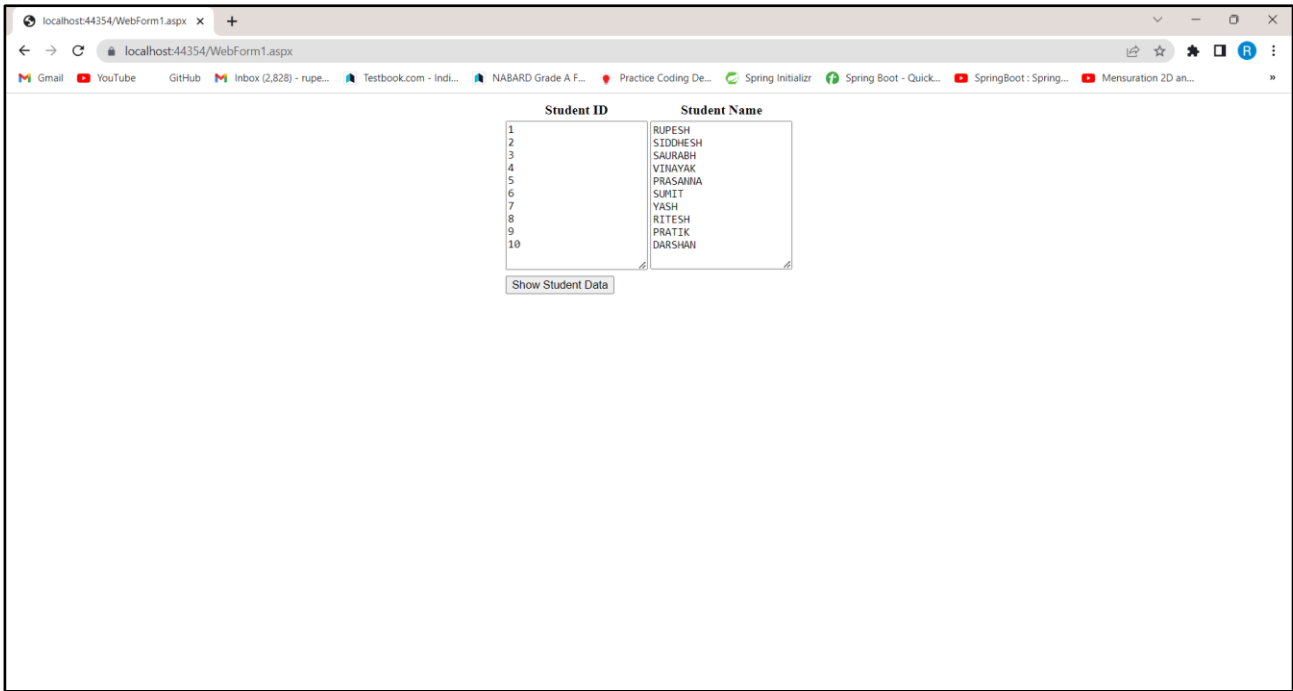 localhost:44354/WebForm1.aspx
localhost:44354/WebForm1.aspx
R
Gmail YouTube GitHub Inbox (2,828) - rupe... Testbook.com - Indi... NABARD Grade A F... Practice Coding De... Spring Initializr Spring Boot - Quick... SpringBoot : Spring... Mensuration 2D an... »
Student ID Student Name
1 RUPESH
2 SIDDHESH
3 SAURABH
4 VINAYAK
5 PRASANNA
6 SUMIT
7 YASH
8 RITESH
9 PRATIK
10 DARSHAN
Show Student Data